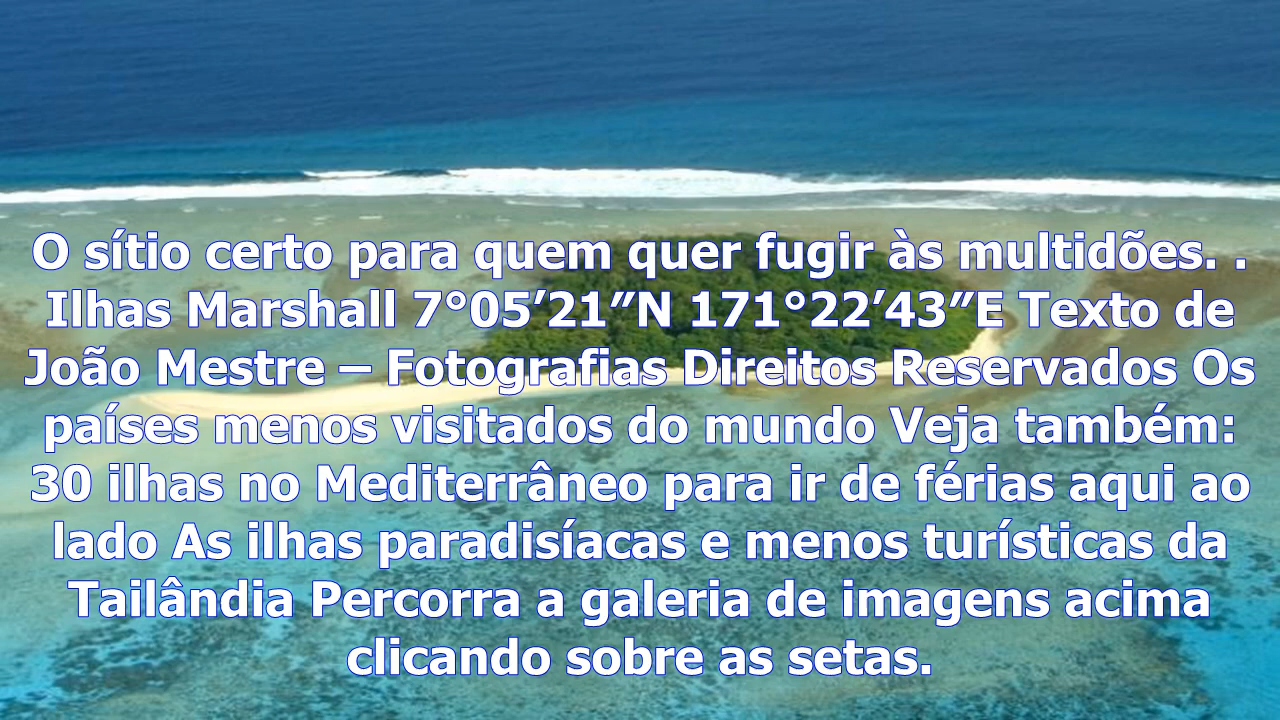 O sítio certo para quem quer fugir às multidões. .
Ilhas Marshall 7°05′21″N 171°22′43″E Texto de
João Mestre – Fotografias Direitos Reservados Os
países menos visitados do mundo Veja também:
30 ilhas no Mediterrâneo para ir de férias aqui ao
lado As ilhas paradisíacas e menos turísticas da
Tailândia Percorra a galeria de imagens acima
clicando sobre as setas.